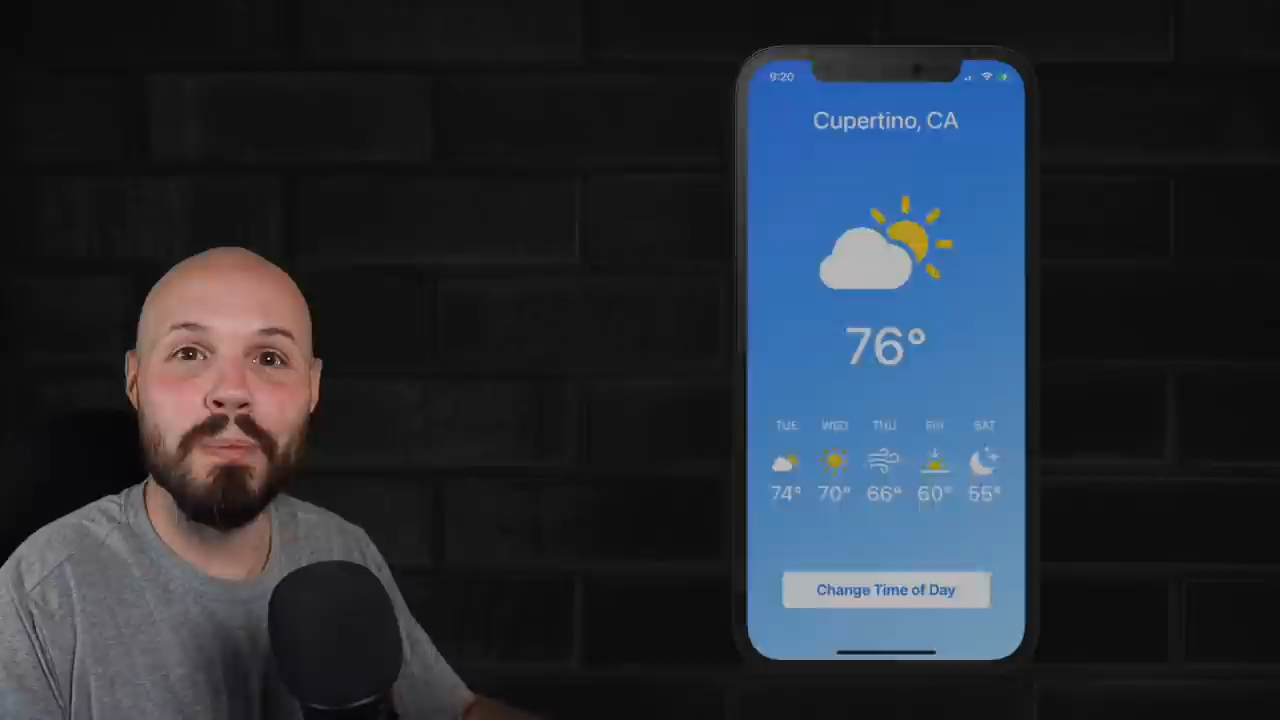 9:20
Cupertino, CA
76°
TUE WED THU FRI SAT
74° 70° 66° 60° 55°
Change Time of Day